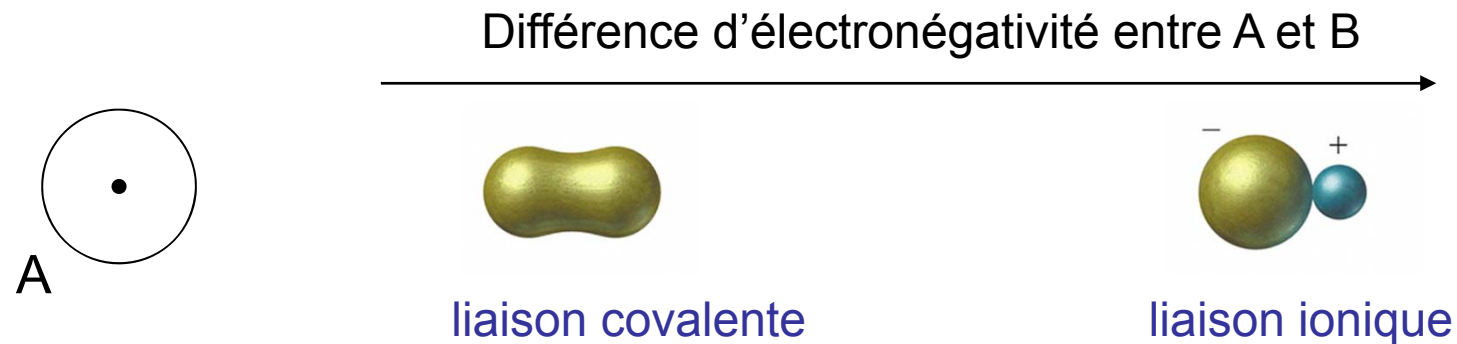 Différence d’électronégativité entre A et B
−
+
A
liaison covalente
liaison ionique